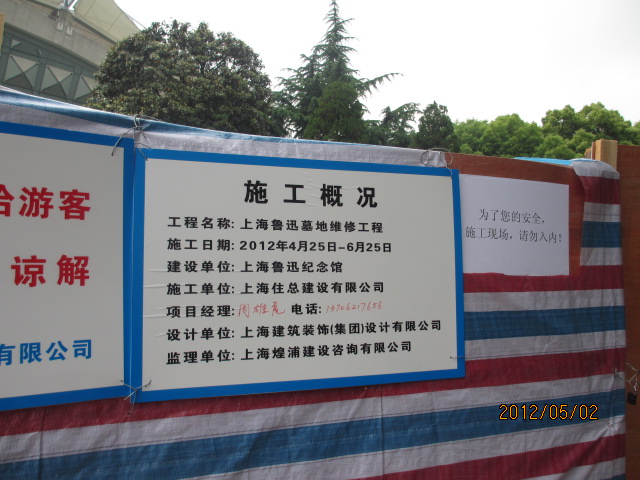 给游客
谅解
有限公司
施工概况
工程名称:上海鲁迅墓地维修工程
施工日期:2012年4月25日-6月25日
建设单位:上海鲁迅纪念馆
施工单位:上海住总建设有限公司
项目经理: 电话:
设计单位:上海建筑装饰(集团)设计有限公司
监理单位:上海煌浦建设咨询有限公司
为了您的安全,
施工现场,请勿入内!
2012/05/02